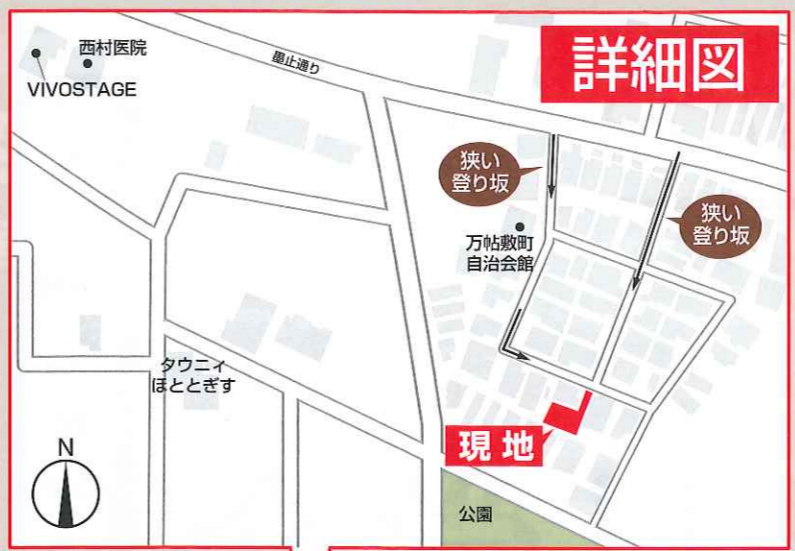 西村医院
VIVOSTAGE
墨止通り
詳細図
狭い
登り坂
狭い
登り坂
万帖敷町
自治会館
タウニィ
ほととぎす
現地
N
公園